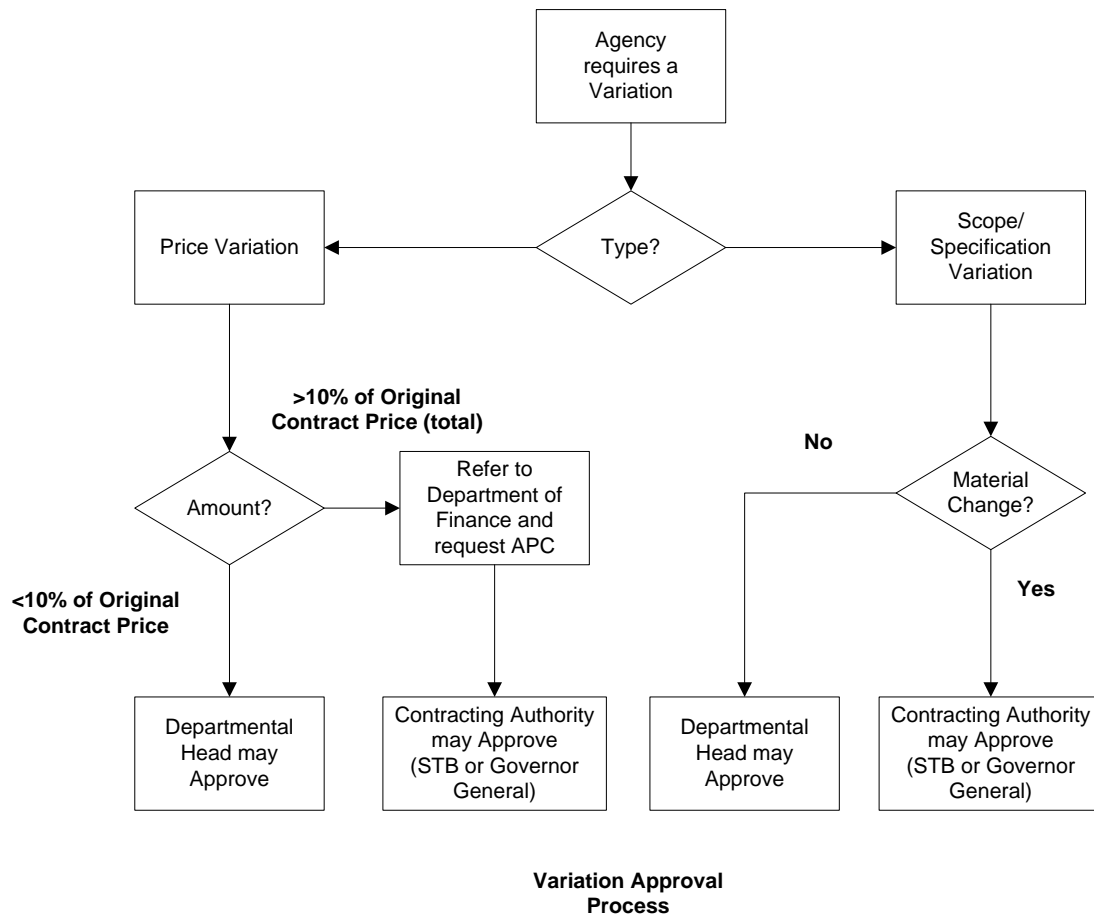 Agency
requires a
Variation
Price Variation
Type?
Scope/
Specification
Variation
>10% of Original
Contract Price (total)
No
Amount?
Refer to
Department of
Finance and
request APC
Material
Change?
<10% of Original
Contract Price
Yes
Departmental
Head may
Approve
Contracting Authority
may Approve
(STB or Governor
General)
Departmental
Head may
Approve
Contracting Authority
may Approve
(STB or Governor
General)
Variation Approval
Process